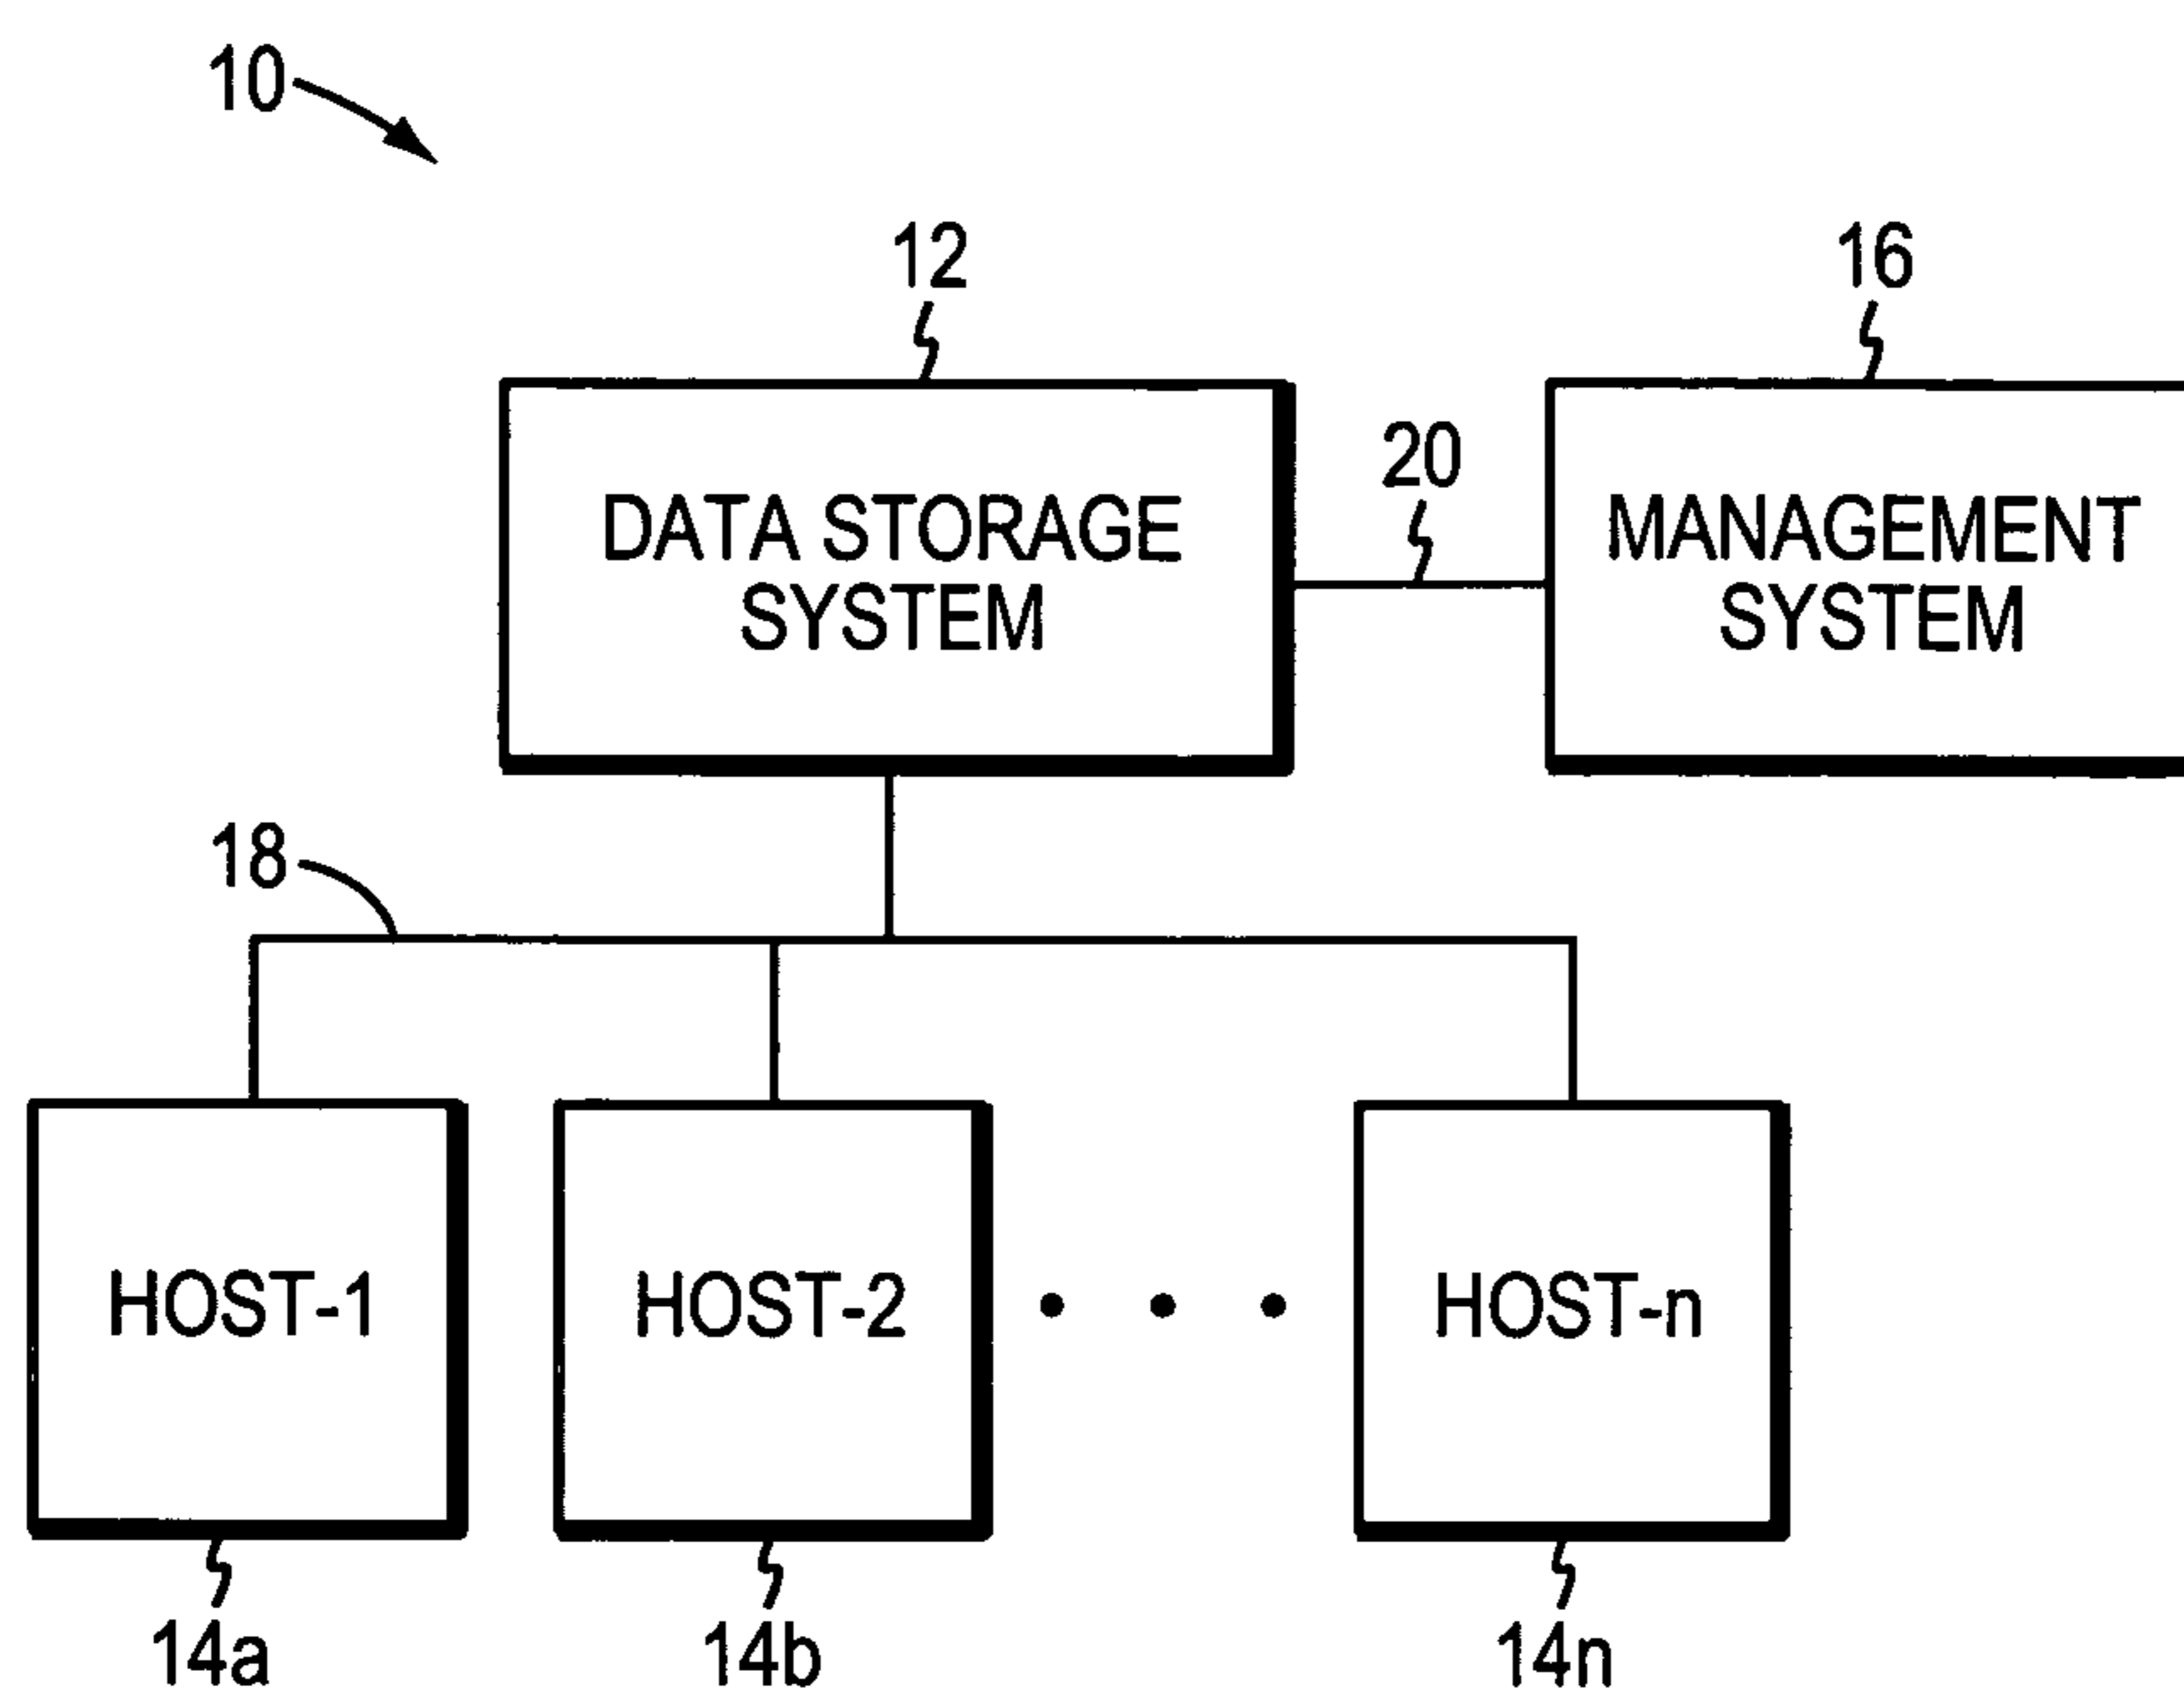 10
12
16
DATA STORAGE
SYSTEM
20
MANAGEMENT
SYSTEM
18
HOST-1
HOST-2
HOST-n
14a
14b
14n